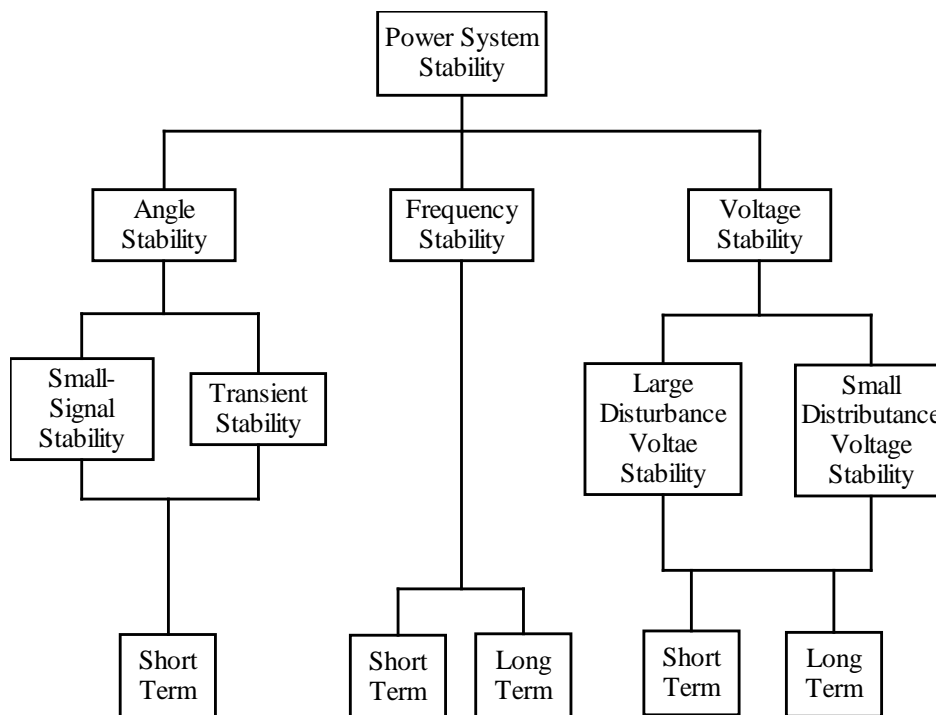 Power System
Stability
Angle
Stability
Frequency
Stability
Voltage
Stability
Small-
Signal
Stability
Transient
Stability
Large
Disturbance
Voltae
Stability
Small
Distributance
Voltage
Stability
Short
Term
Short
Term
Long
Term
Short
Term
Long
Term